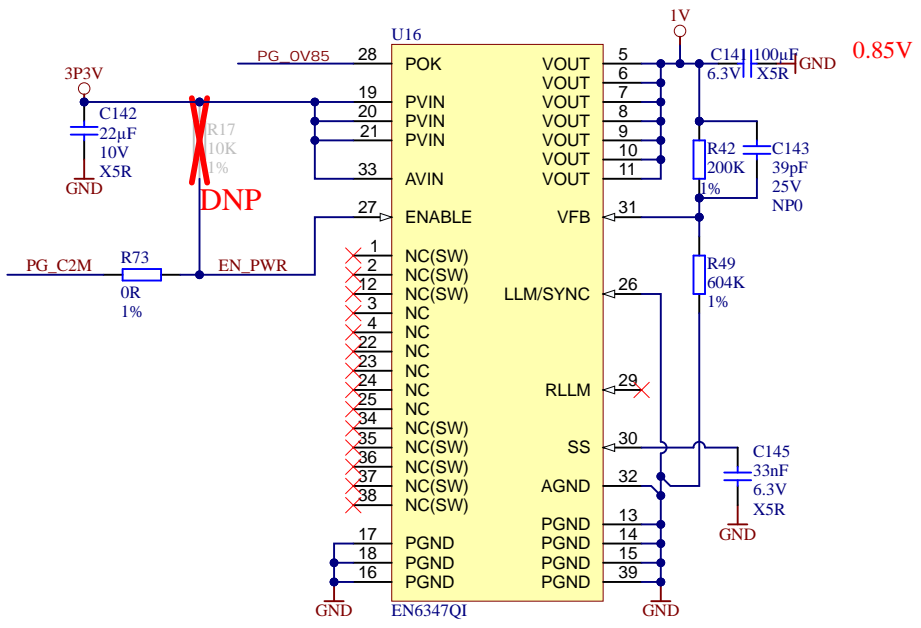 1V
U16
0.85V
PG_0V85
28
POK
VOUT
5
C141
100µF
6.3V
X5R
GND
3P3V
VOUT
6
19
PVIN
VOUT
7
C142
22µF
10V
X5R
GND
R17
10K
1%
DNP
20
PVIN
VOUT
8
21
PVIN
VOUT
9
VOUT
10
33
AVIN
VOUT
11
R42
200K
1%
C143
39pF
25V
NP0
27
ENABLE
VFB
31
PG_C2M
R73
0R
1%
EN_PWR
1
NC(SW)
2
NC(SW)
12
NC(SW)
LLM/SYNC
26
R49
604K
1%
3
NC
4
NC
22
NC
23
NC
24
NC
RLLM
29
25
NC
34
NC(SW)
35
NC(SW)
SS
30
C145
33nF
6.3V
X5R
GND
36
NC(SW)
37
NC(SW)
AGND
32
38
NC(SW)
PGND
13
17
PGND
PGND
14
18
PGND
PGND
15
16
PGND
PGND
39
GND
EN6347QI
GND